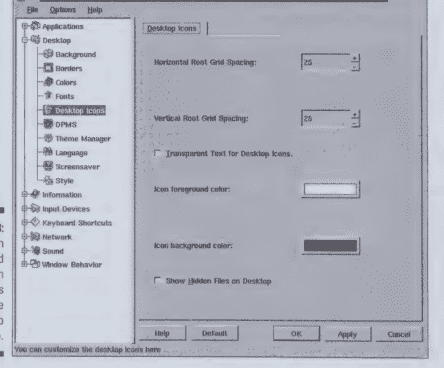 File Options Help
Applications
Desktop
Background
Borders
Colors
Fonts
Desktop Icons
DPMS
Theme Manager
Language
Screensaver
Style
Information
Input Devices
Keyboard Shortcuts
Network
Sound
Window Behavior
Desktop Icons
Horizontal Root Grid Spacing: 25
Vertical Root Grid Spacing: 25
Transparent Text for Desktop Icons.
Icon foreground color:
Icon background color:
Show Hidden Files on Desktop
Help Default OK Apply Cancel
You can customize the desktop icons here